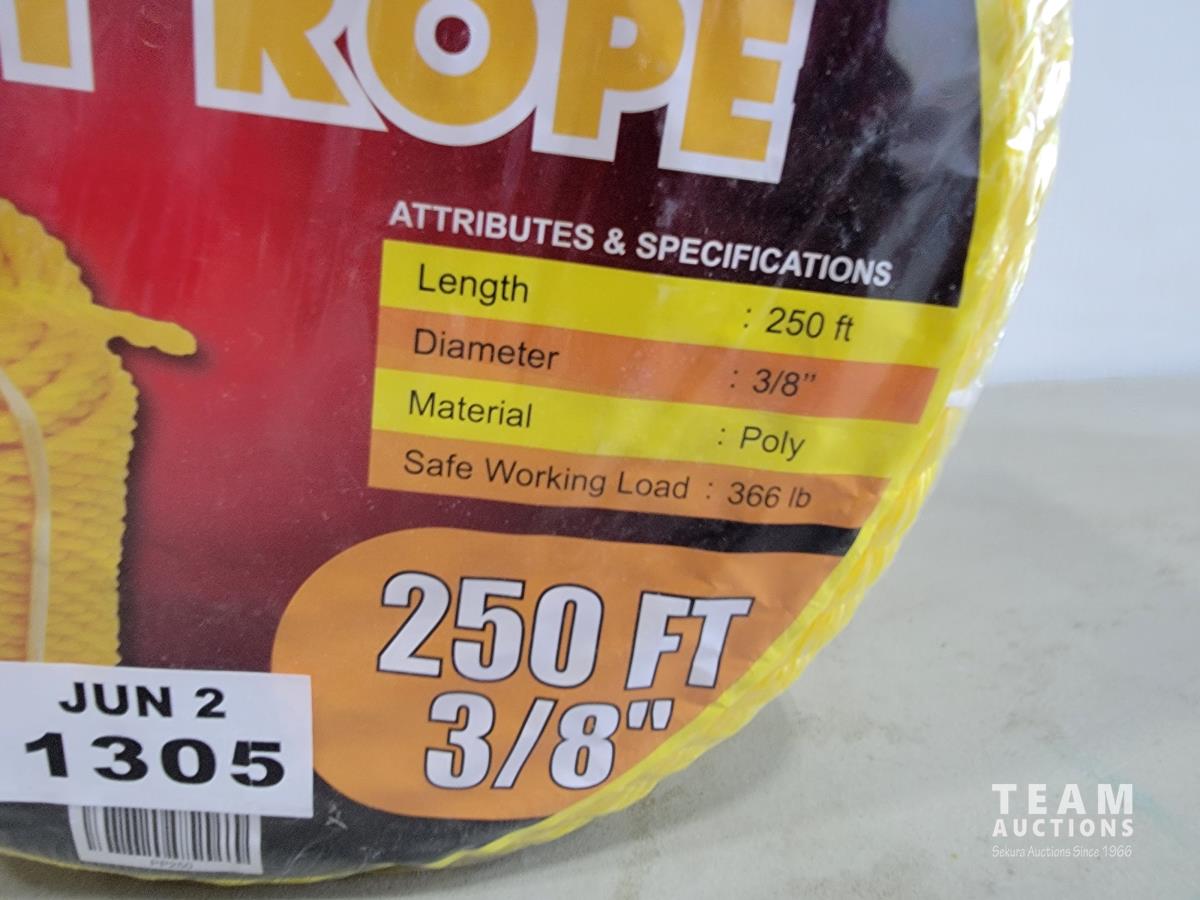 ROPE
ATTRIBUTES & SPECIFICATIONS
Length : 250 ft
Diameter : 3/8"
Material : Poly
Safe Working Load : 366 lb
250 FT
3/8"
JUN 2
1305
PP250
TEAM
AUCTIONS
Sekura Auctions Since 1966